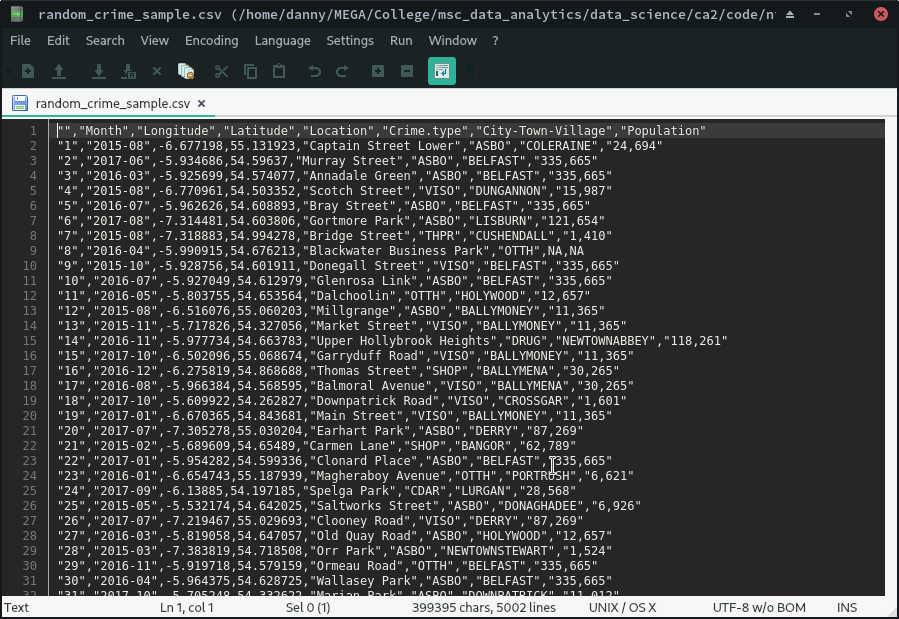 random_crime_sample.csv (/home/danny/MEGA/College/msc_data_analytics/data_science/ca2/code/n
File Edit Search View Encoding Language Settings Run Window ?
random_crime_sample.csv ×
1 "","Month","Longitude","Latitude","Location","Crime.type","City-Town-Village","Population"
2 "1","2015-08",-6.677198,55.131923,"Captain Street Lower","ASBO","COLERAINE","24,694"
3 "2","2016-06",-5.934686,54.59637,"Murray Street","ASBO","BELFAST","335,665"
4 "3","2016-03",-5.925699,54.574077,"Annadale Green","ASBO","BELFAST","335,665"
5 "4","2015-08",-6.770961,54.503352,"Scotch Street","VISO","DUNGANNON","15,987"
6 "5","2016-07",-5.962626,54.608893,"Bray Street","ASBO","BELFAST","335,665"
7 "6","2016-08",-7.314481,54.603806,"Gortmore Park","ASBO","LISBURN","121,654"
8 "7","2015-08",-7.318883,54.994278,"Bridge Street","THPR","CUSHENDALL","1,410"
9 "8","2016-04",-5.990915,54.676213,"Blackwater Business Park","OTTH",NA,NA
10 "9","2015-10",-5.928756,54.601911,"Donegall Street","VISO","BELFAST","335,665"
11 "10","2016-07",-5.927049,54.612979,"Glenrosa Link","ASBO","BELFAST","335,665"
12 "11","2016-05",-5.803755,54.653564,"Dalchoolin","OTTH","HOLYWOOD","12,657"
13 "12","2015-08",-6.516076,55.060203,"Millgrange","ASBO","BALLYMONEY","11,365"
14 "13","2015-11",-5.717826,54.327056,"Market Street","VISO","BALLYMONEY","11,365"
15 "14","2016-11",-5.977734,54.663783,"Upper Hollybrook Heights","DRUG","NEWTOWNABBEY","118,261"
16 "15","2017-10",-6.502096,55.068674,"Garryduff Road","VISO","BALLYMONEY","11,365"
17 "16","2016-12",-6.275819,54.868688,"Thomas Street","SHOP","BALLYMENA","30,265"
18 "17","2016-08",-5.966384,54.568595,"Balmoral Avenue","VISO","BALLYMENA","30,265"
19 "18","2017-10",-5.609922,54.262827,"Downpatrick Road","VISO","CROSSGAR","1,601"
20 "19","2017-01",-6.670365,54.843681,"Main Street","VISO","BALLYMONEY","11,365"
21 "20","2017-07",-7.305278,55.030204,"Earhart Park","ASBO","DERRY","87,269"
22 "21","2015-02",-5.689609,54.65489,"Carmen Lane","SHOP","BANGOR","62,789"
23 "22","2017-01",-5.954282,54.599336,"Clonard Place","ASBO","BELFAST","335,665"
24 "23","2016-01",-6.654743,55.187939,"Magheraboy Avenue","OTTH","PORTRUSH","6,621"
25 "24","2017-09",-6.13885,54.197185,"Spelga Park","CDAR","LURGAN","28,568"
26 "25","2015-05",-5.532174,54.642025,"Saltworks Street","ASBO","DONAGHADEE","6,926"
27 "26","2017-07",-7.219467,55.029693,"Clooney Road","VISO","DERRY","87,269"
28 "27","2016-03",-5.819058,54.647057,"Old Quay Road","ASBO","HOLYWOOD","12,657"
29 "28","2015-03",-7.383819,54.718508,"Orr Park","ASBO","NEWTOWNSTEWART","1,524"
30 "29","2016-11",-5.919718,54.579159,"Ormeau Road","OTTH","BELFAST","335,665"
31 "30","2016-04",-5.964375,54.628725,"Wallasey Park","ASBO","BELFAST","335,665"
32 "31","2017-10",-5.705248,54.332622,"Marian Park","ASBO","DOWNPATRICK","11,012"
Text Ln 1, col 1 Sel 0 (1) 399395 chars, 5002 lines UNIX / OS X UTF-8 w/o BOM INS